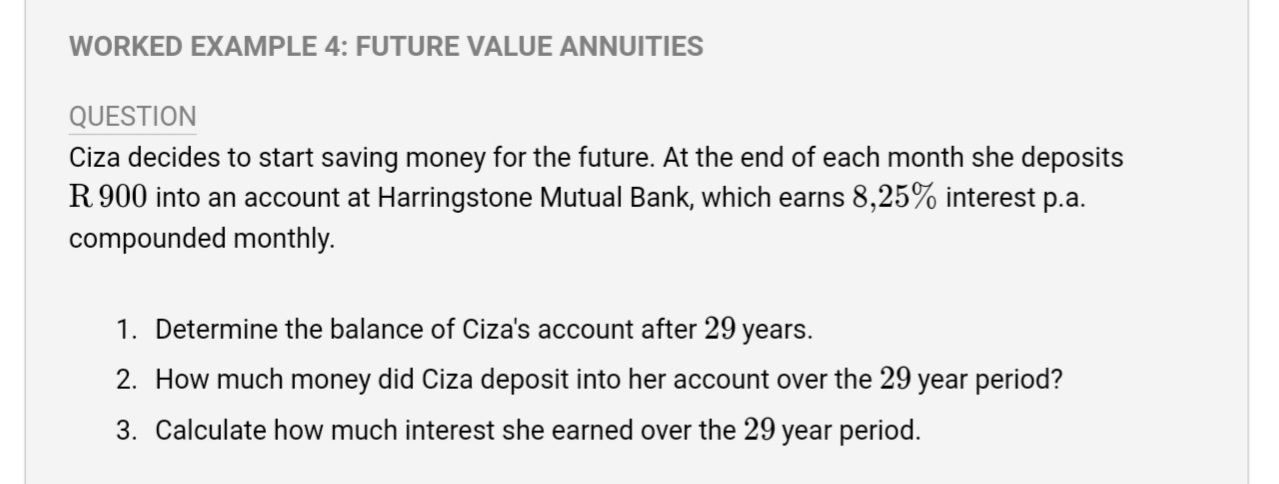 WORKED EXAMPLE 4: FUTURE VALUE ANNUITIES
QUESTION
Ciza decides to start saving money for the future. At the end of each month she deposits
R 900 into an account at Harringstone Mutual Bank, which earns 8,25% interest p.a.
compounded monthly.
1. Determine the balance of Ciza's account after 29 years.
2. How much money did Ciza deposit into her account over the 29 year period?
3. Calculate how much interest she earned over the 29 year period.